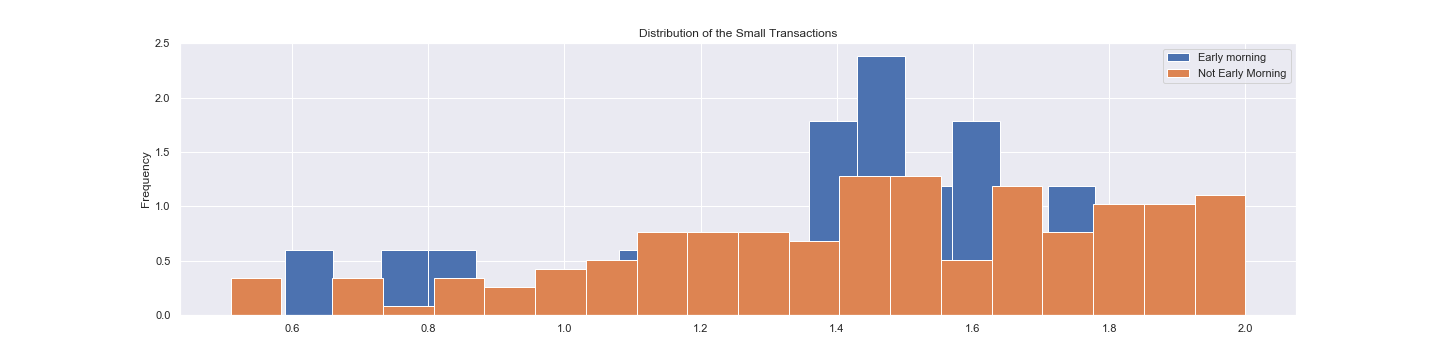 Distribution of the Small Transactions
2.5
2.0
1.5
1.0
0.5
0.0
Frequency
Early morning
Not Early Morning
0.6 0.8 1.0 1.2 1.4 1.6 1.8 2.0